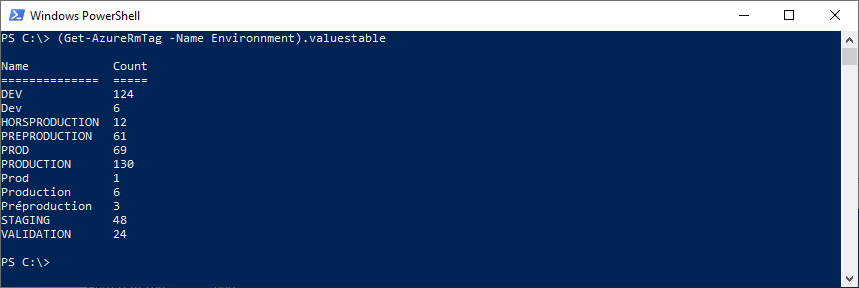 Windows PowerShell
PS C:\> (Get-AzureRmTag -Name Environnment).valuestable
Name Count
============== =====
DEV 124
Dev 6
HORSPRODUCTION 12
PREPRODUCTION 61
PROD 69
PRODUCTION 130
Prod 1
Production 6
Préproduction 3
STAGING 48
VALIDATION 24
PS C:\>